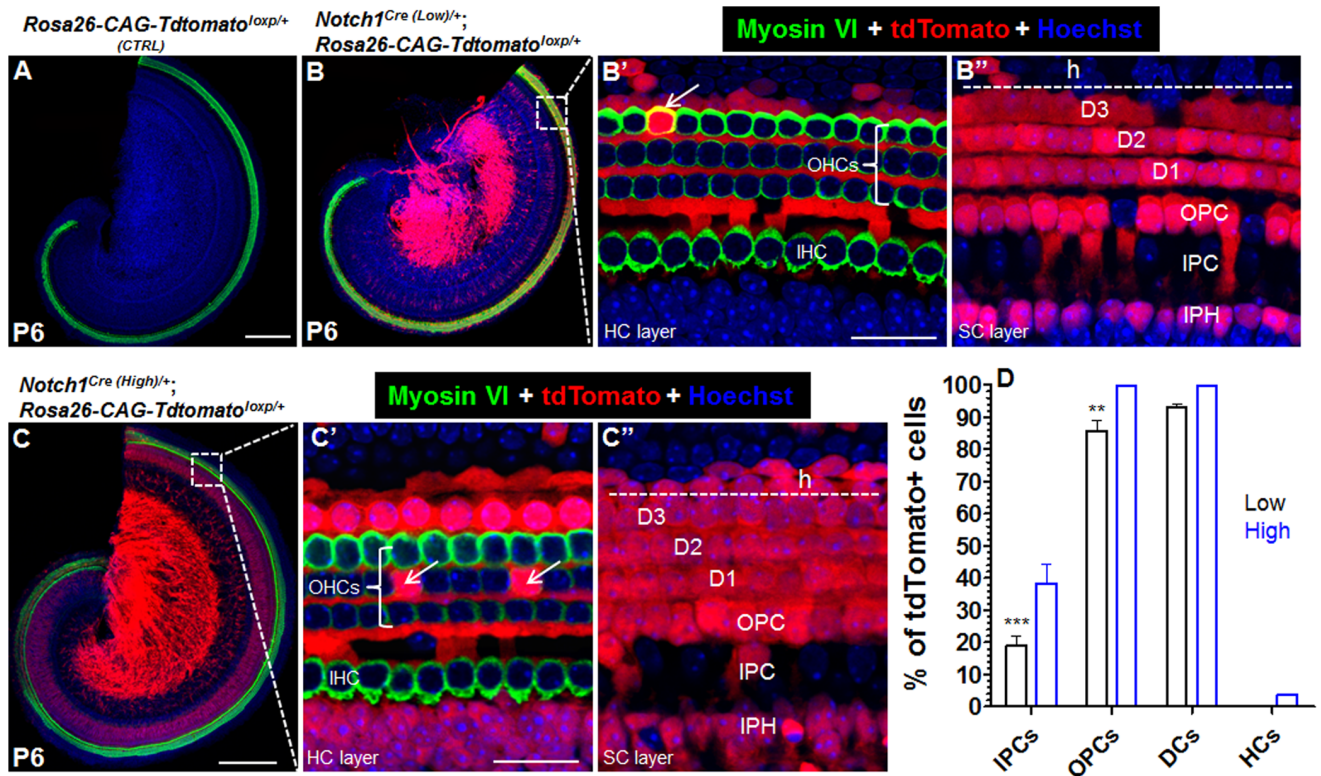 Rosa26-CAG-Tdtomato^loxp/+
(CTRL)
Notch1^Cre (Low)/+;
Rosa26-CAG-Tdtomato^loxp/+
Myosin VI + tdTomato + Hoechst
A
P6
B
P6
B'
OHCs
IHC
HC layer
B''
h
D3
D2
D1
OPC
IPC
IPH
SC layer
Notch1^Cre (High)/+;
Rosa26-CAG-Tdtomato^loxp/+
Myosin VI + tdTomato + Hoechst
C
P6
C'
OHCs
IHC
HC layer
C''
h
D3
D2
D1
OPC
IPC
IPH
SC layer
D
% of tdTomato+ cells
100
90
80
70
60
50
40
30
20
10
0
***
**
Low
High
IPCs
OPCs
DCs
HCs